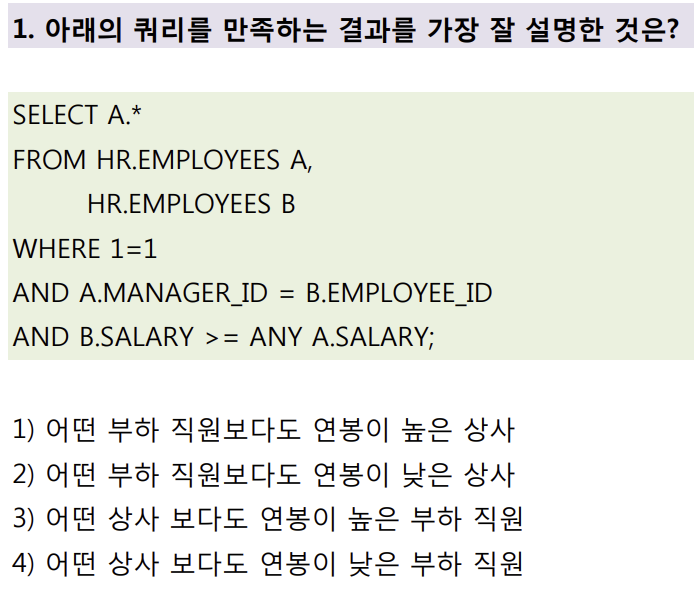 1. 아래의 쿼리를 만족하는 결과를 가장 잘 설명한 것은?
SELECT A.*
FROM HR.EMPLOYEES A,
HR.EMPLOYEES B
WHERE 1=1
AND A.MANAGER_ID = B.EMPLOYEE_ID
AND B.SALARY >= ANY A.SALARY;
1) 어떤 부하 직원보다도 연봉이 높은 상사
2) 어떤 부하 직원보다도 연봉이 낮은 상사
3) 어떤 상사 보다도 연봉이 높은 부하 직원
4) 어떤 상사 보다도 연봉이 낮은 부하 직원